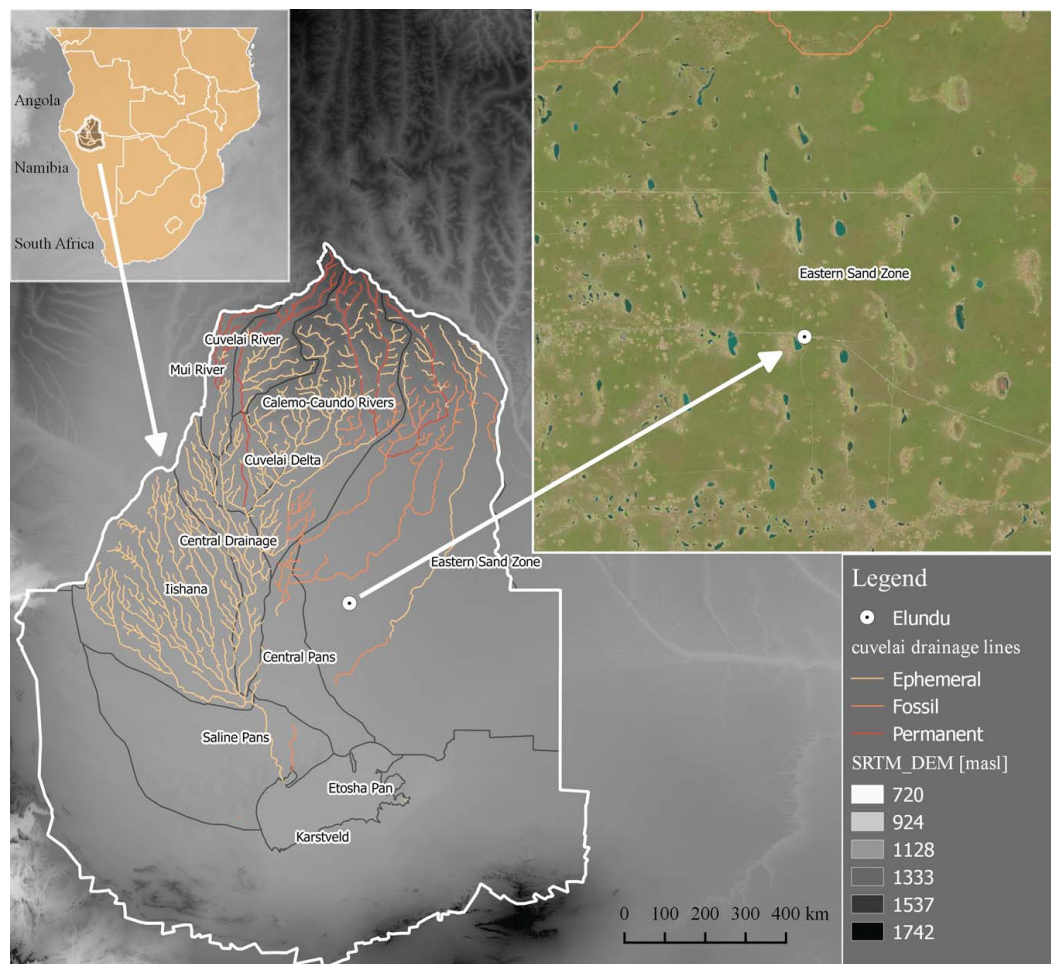 Angola
Namibia
South Africa
Eastern Sand Zone
Cuvelai River
Mui River
Calemo-Caundo Rivers
Cuvelai Delta
Central Drainage
Eastern Sand Zone
Iishana
Central Pans
Saline Pans
Etosha Pan
Karstveld
0 100 200 300 400 km
Legend
Elundu
cuvelai drainage lines
Ephemeral
Fossil
Permanent
SRTM_DEM [masl]
720
924
1128
1333
1537
1742